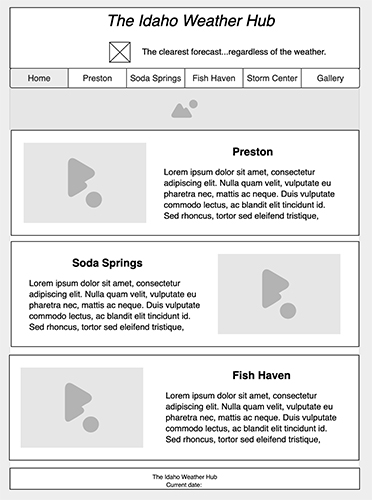 The Idaho Weather Hub
The clearest forecast...regardless of the weather.
Home Preston Soda Springs Fish Haven Storm Center Gallery
Preston
Lorem ipsum dolor sit amet, consectetur
adipiscing elit. Nulla quam velit, vulputate eu
pharetra nec, mattis ac neque. Duis vulputate
commodo lectus, ac blandit elit tincidunt id.
Sed rhoncus, tortor sed eleifend tristique,
Soda Springs
Lorem ipsum dolor sit amet, consectetur
adipiscing elit. Nulla quam velit, vulputate eu
pharetra nec, mattis ac neque. Duis vulputate
commodo lectus, ac blandit elit tincidunt id.
Sed rhoncus, tortor sed eleifend tristique,
Fish Haven
Lorem ipsum dolor sit amet, consectetur
adipiscing elit. Nulla quam velit, vulputate eu
pharetra nec, mattis ac neque. Duis vulputate
commodo lectus, ac blandit elit tincidunt id.
Sed rhoncus, tortor sed eleifend tristique,
The Idaho Weather Hub
Current date: